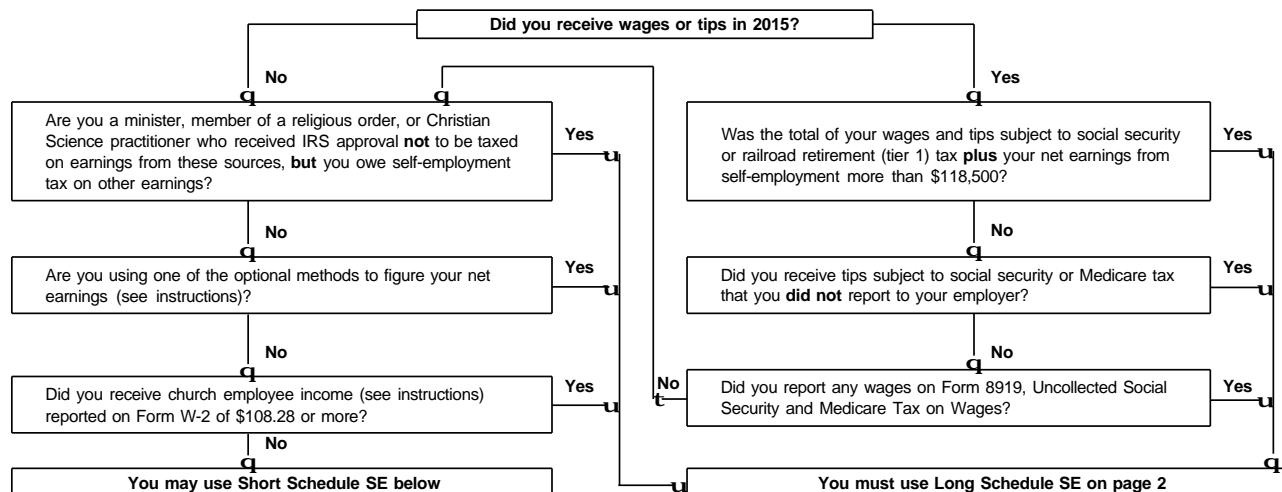 Did you receive wages or tips in 2015?
No
Yes
Are you a minister, member of a religious order, or Christian
Science practitioner who received IRS approval not to be taxed
on earnings from these sources, but you owe self-employment
tax on other earnings?
Yes
Was the total of your wages and tips subject to social security
or railroad retirement (tier 1) tax plus your net earnings from
self-employment more than $118,500?
Yes
No
No
Are you using one of the optional methods to figure your net
earnings (see instructions)?
Yes
Did you receive tips subject to social security or Medicare tax
that you did not report to your employer?
Yes
No
No
Did you receive church employee income (see instructions)
reported on Form W-2 of $108.28 or more?
Yes
No
Did you report any wages on Form 8919, Uncollected Social
Security and Medicare Tax on Wages?
Yes
No
You may use Short Schedule SE below
You must use Long Schedule SE on page 2